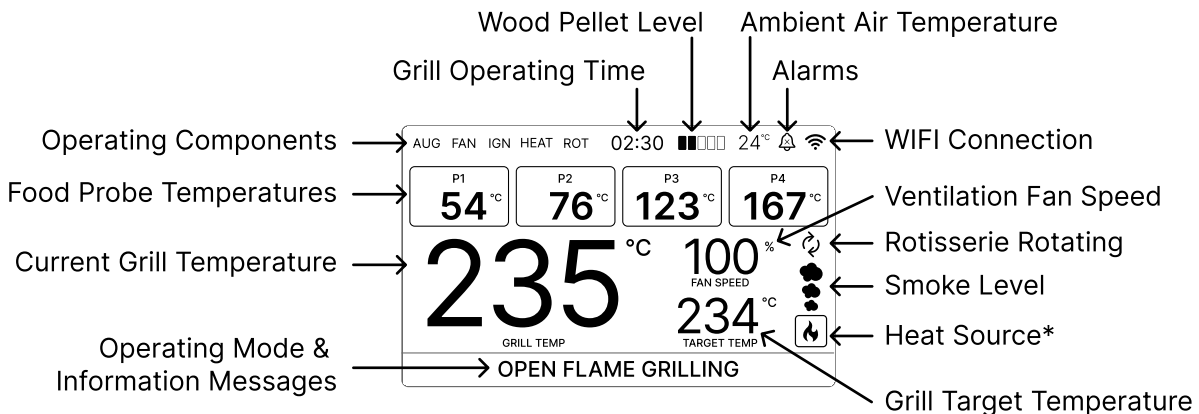 Wood Pellet Level
Ambient Air Temperature
Grill Operating Time
Alarms
Operating Components
AUG FAN IGN HEAT ROT 02:30 24°C
WIFI Connection
Food Probe Temperatures
P1 P2 P3 P4
54°C 76°C 123°C 167°C
Ventilation Fan Speed
Current Grill Temperature
235°C
100%
FAN SPEED
Rotisserie Rotating
Smoke Level
234°C
GRILL TEMP
TARGET TEMP
Heat Source*
Operating Mode &
Information Messages
OPEN FLAME GRILLING
Grill Target Temperature